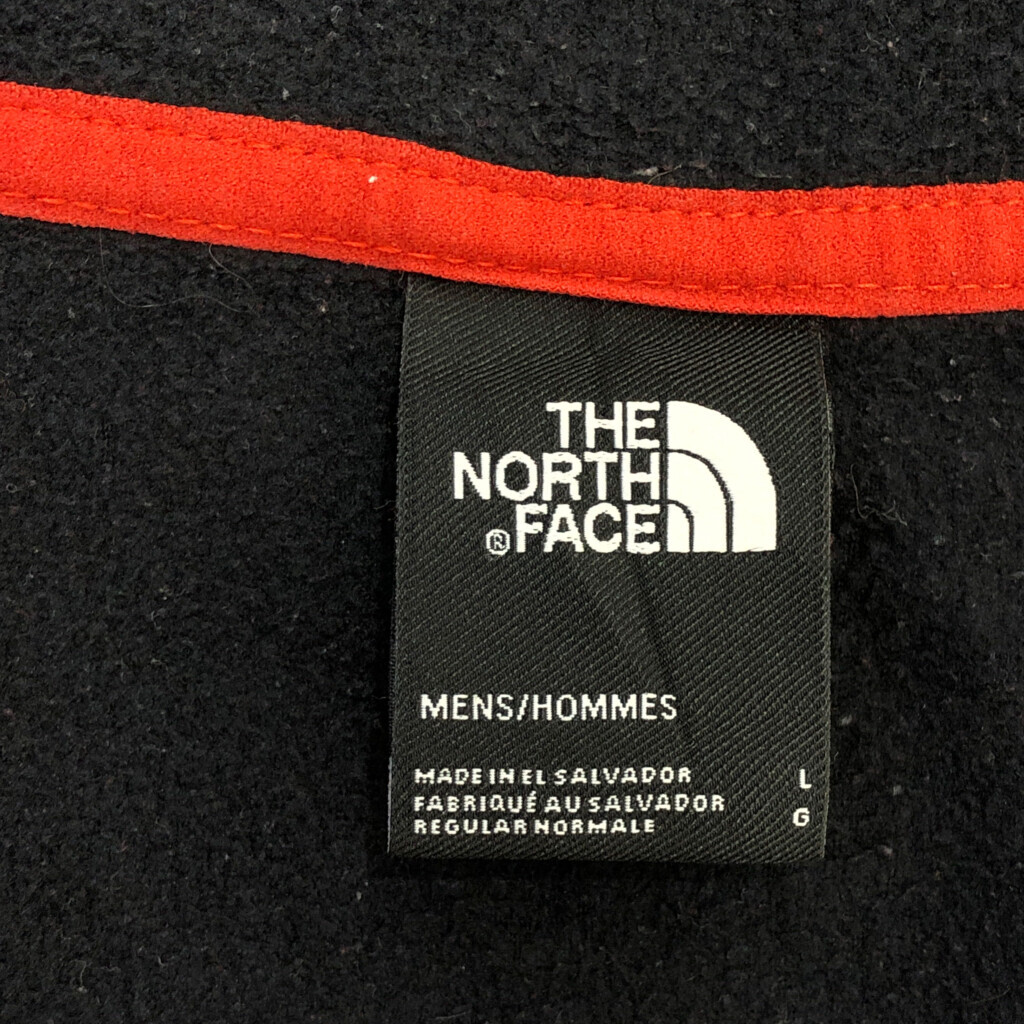 THE
NORTH
®FACE
MENS/HOMMES
MADE IN EL SALVADOR L
FABRIQUÉ AU SALVADOR G
REGULAR NORMALE